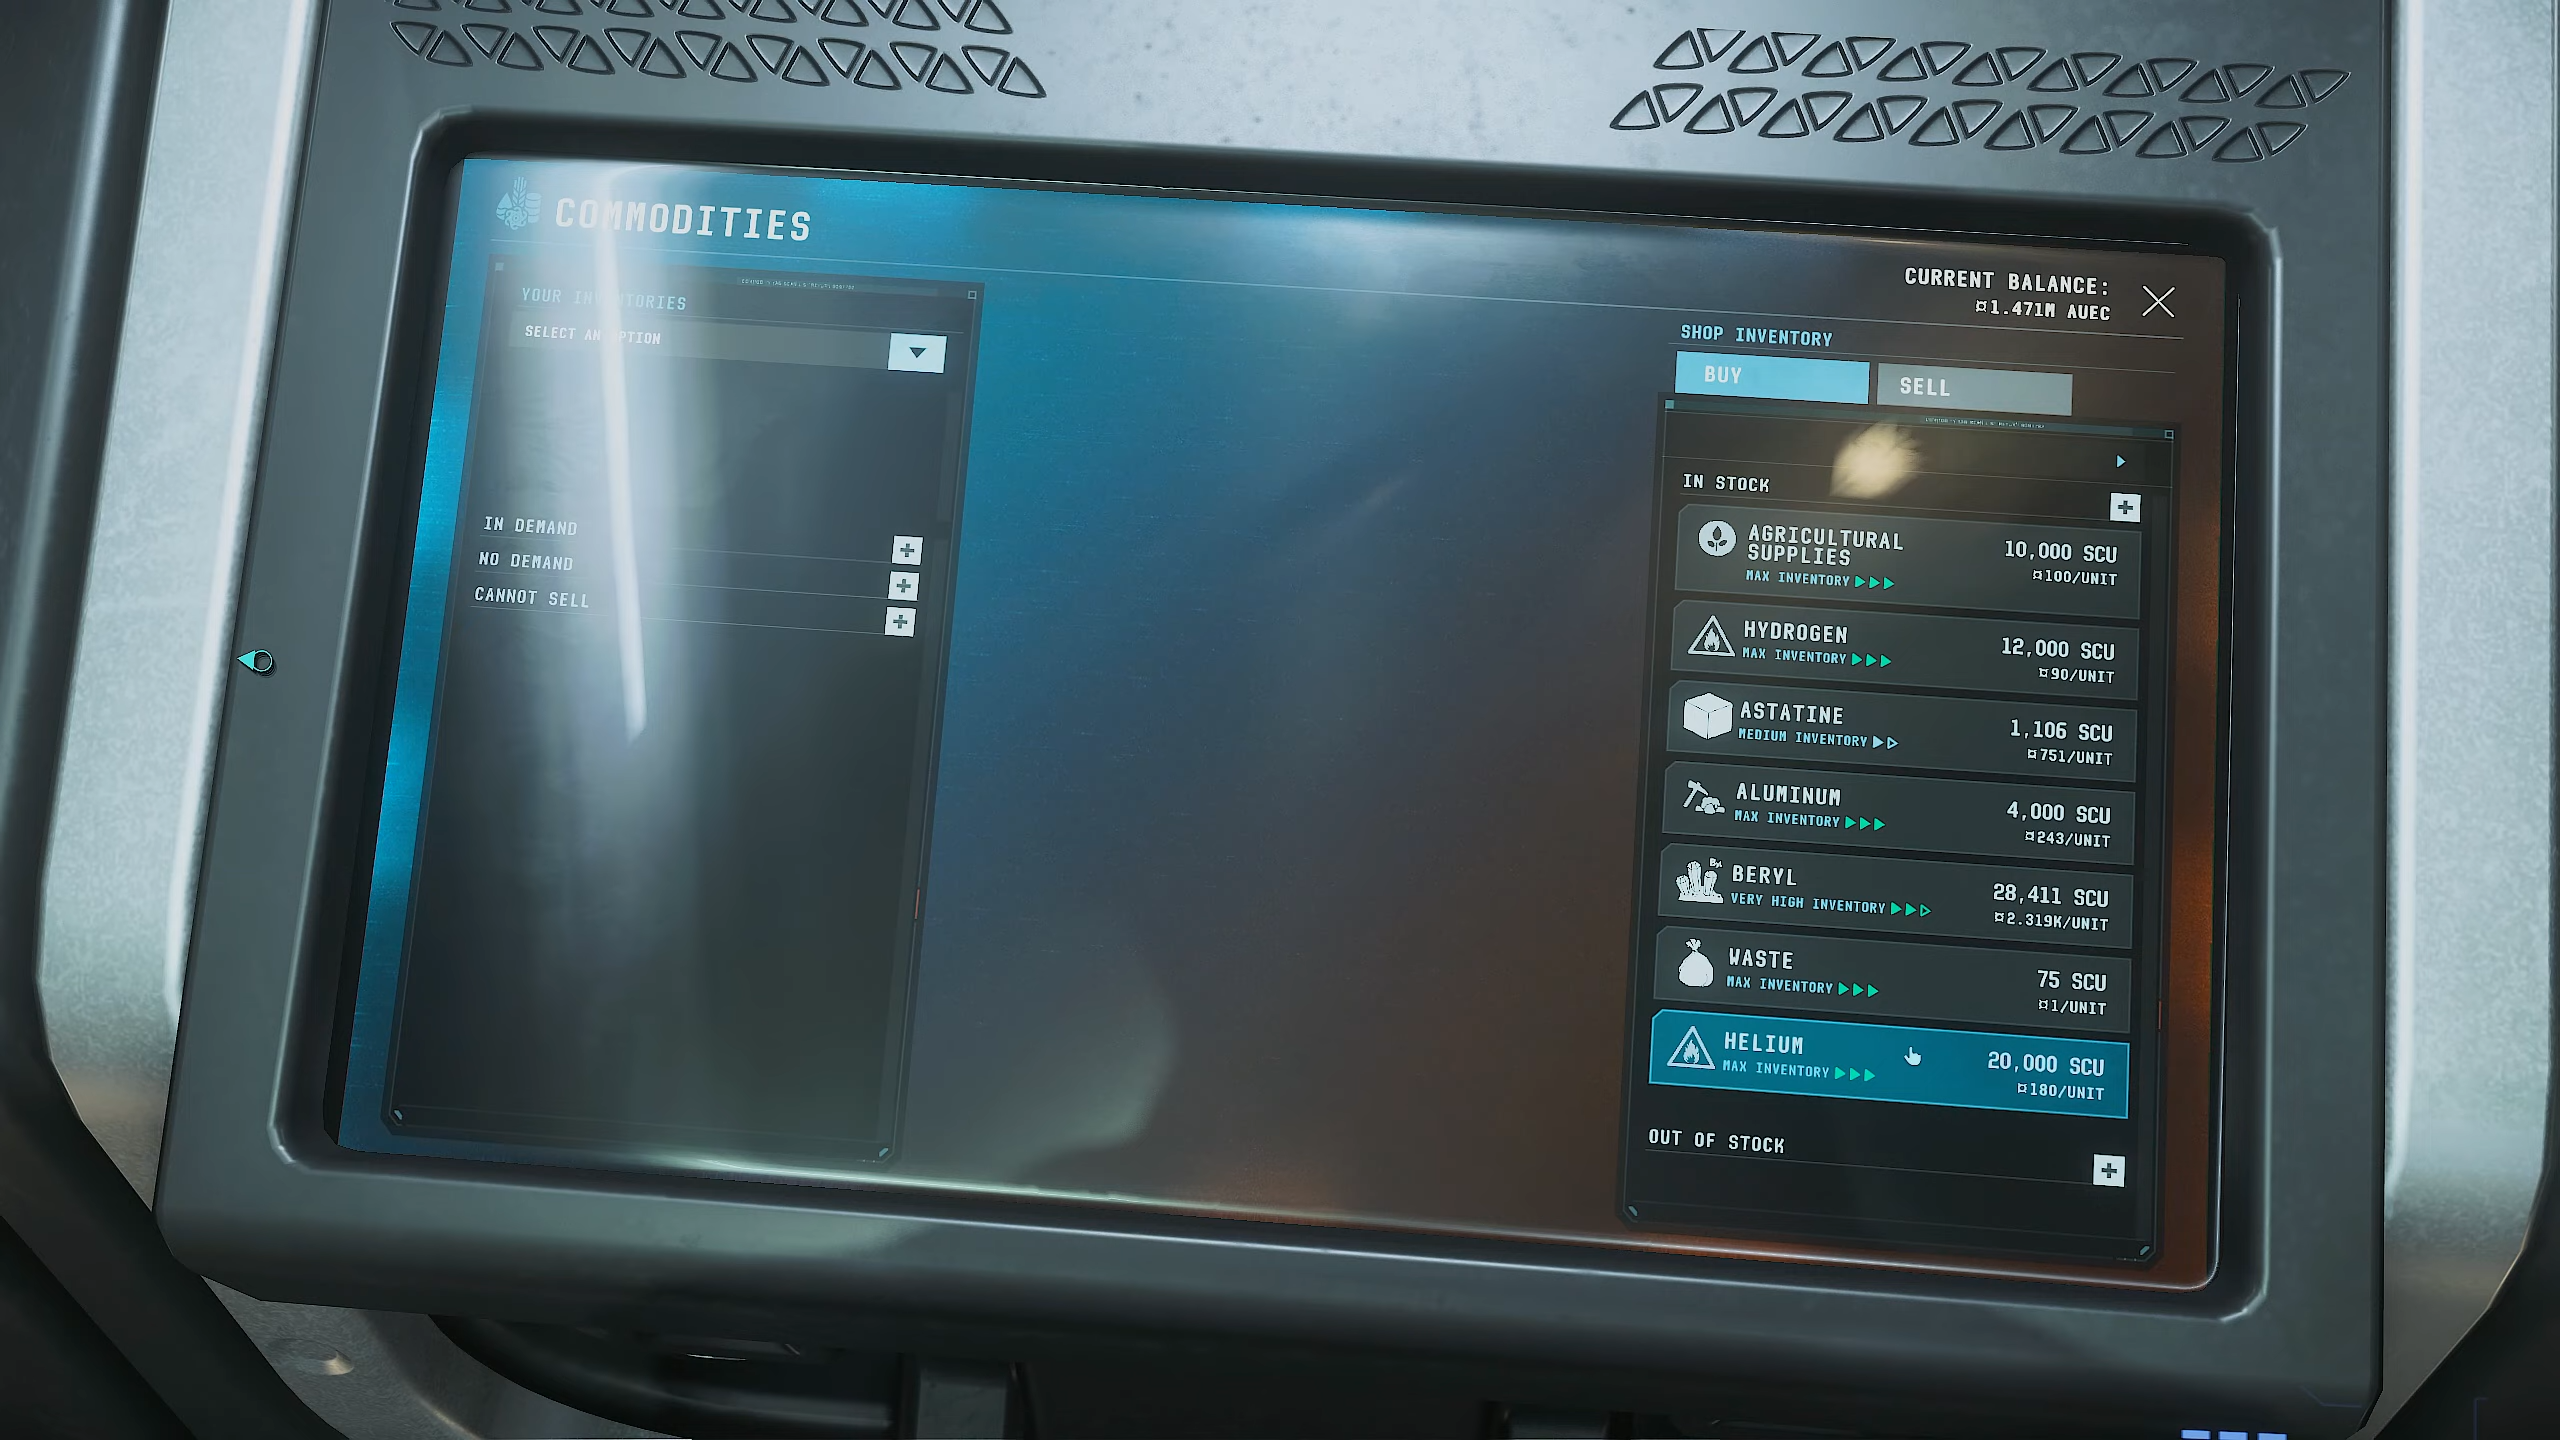 COMMODITIES
CURRENT BALANCE:
¤1.471M AUEC
YOUR INVENTORIES
SELECT AN OPTION
IN DEMAND
NO DEMAND
CANNOT SELL
SHOP INVENTORY
BUY
SELL
IN STOCK
AGRICULTURAL
SUPPLIES
MAX INVENTORY
10,000 SCU
¤100/UNIT
HYDROGEN
MAX INVENTORY
12,000 SCU
¤90/UNIT
ASTATINE
MEDIUM INVENTORY
1,106 SCU
¤751/UNIT
ALUMINUM
MAX INVENTORY
4,000 SCU
¤243/UNIT
Byl
BERYL
VERY HIGH INVENTORY
28,411 SCU
¤2.319K/UNIT
WASTE
MAX INVENTORY
75 SCU
¤1/UNIT
HELIUM
MAX INVENTORY
20,000 SCU
¤180/UNIT
OUT OF STOCK